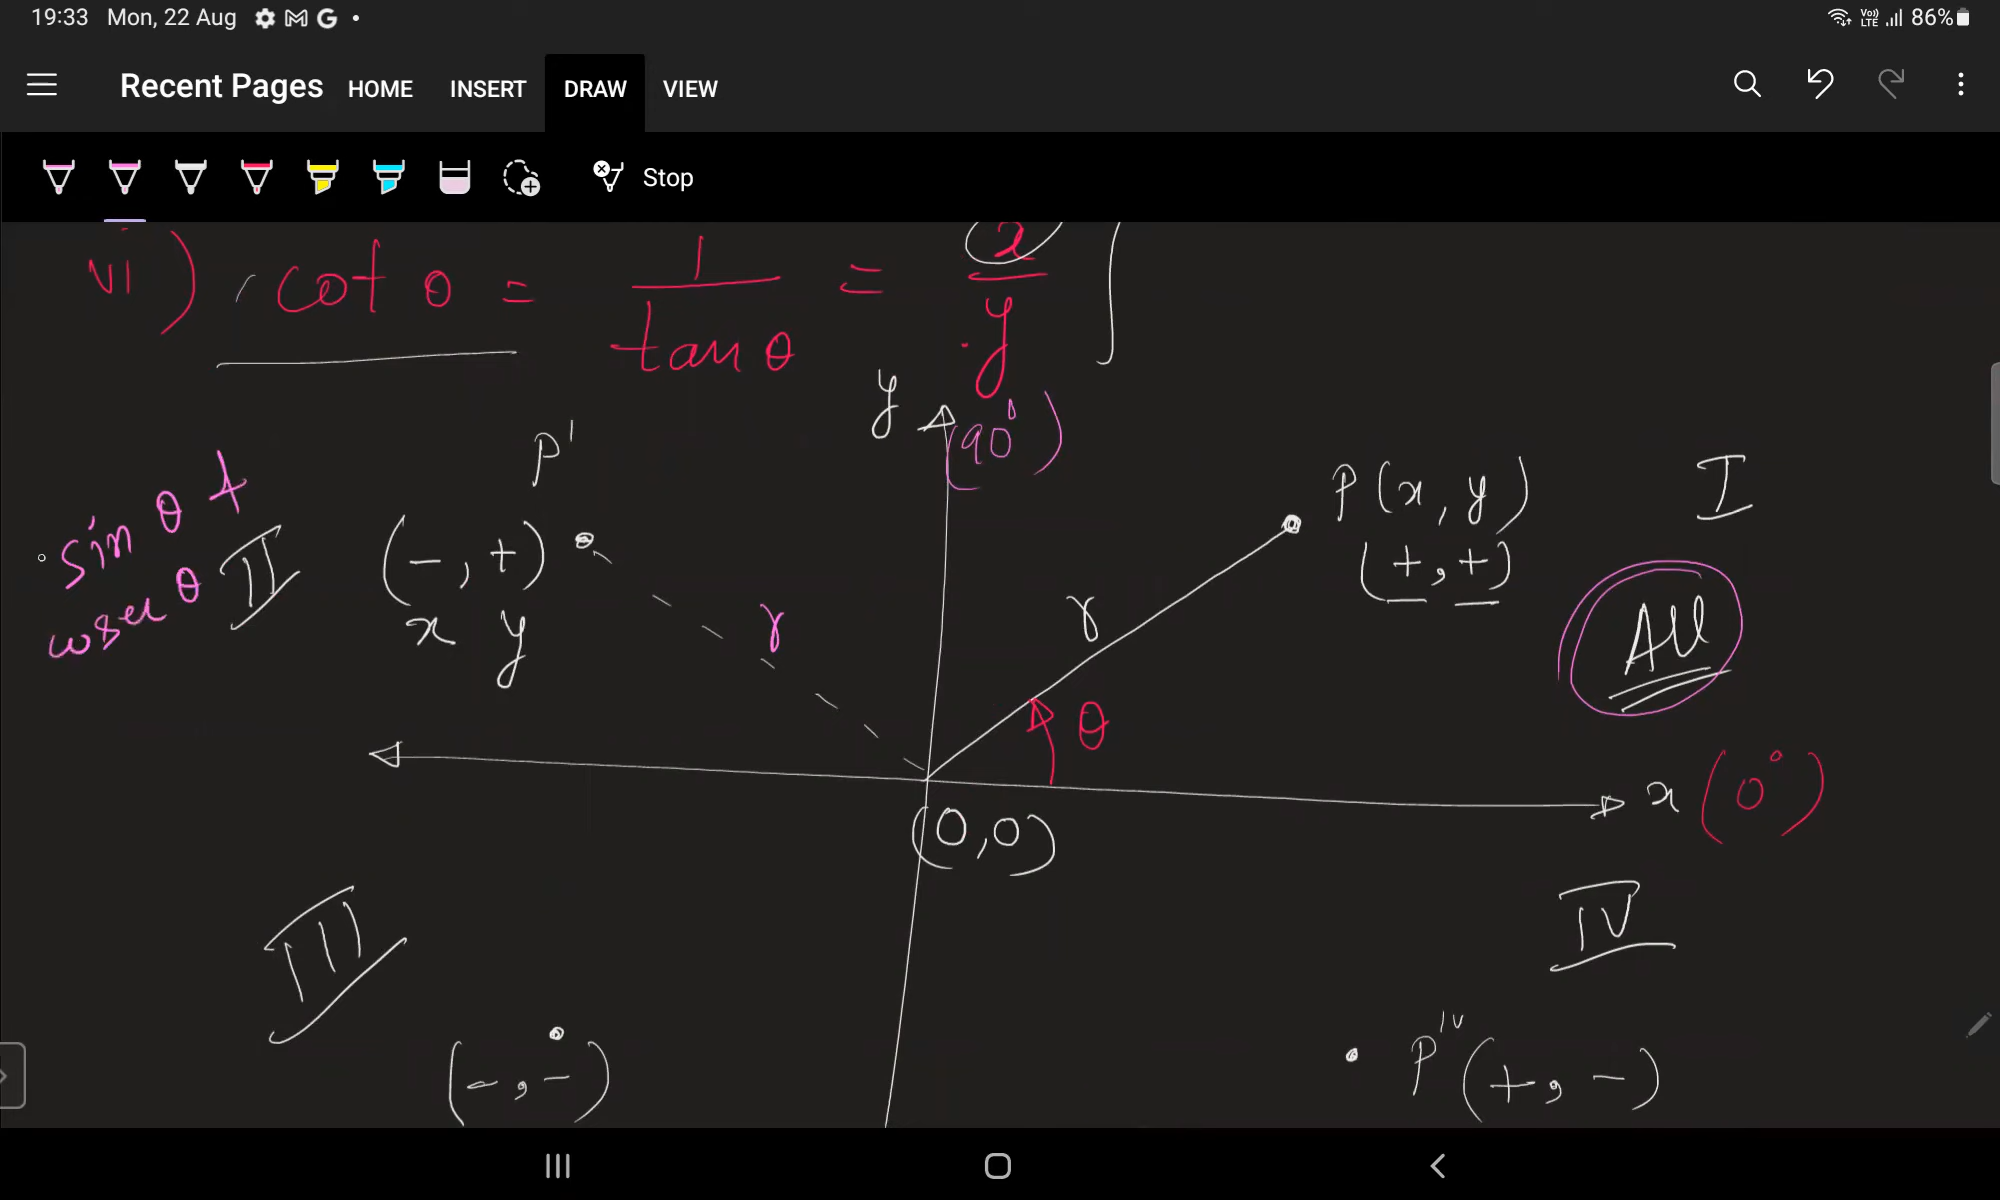 19:33 Mon, 22 Aug 86%
Recent Pages HOME INSERT DRAW VIEW
Stop
vi) cot θ = 1/tan θ = x/y
y (90°)
P'
P(x, y) I
sin θ +
II (-, +) (+, +)
cosec θ
x y r r All
θ
x (0°)
(0,0)
III IV
(-, -) P^IV (+, -)